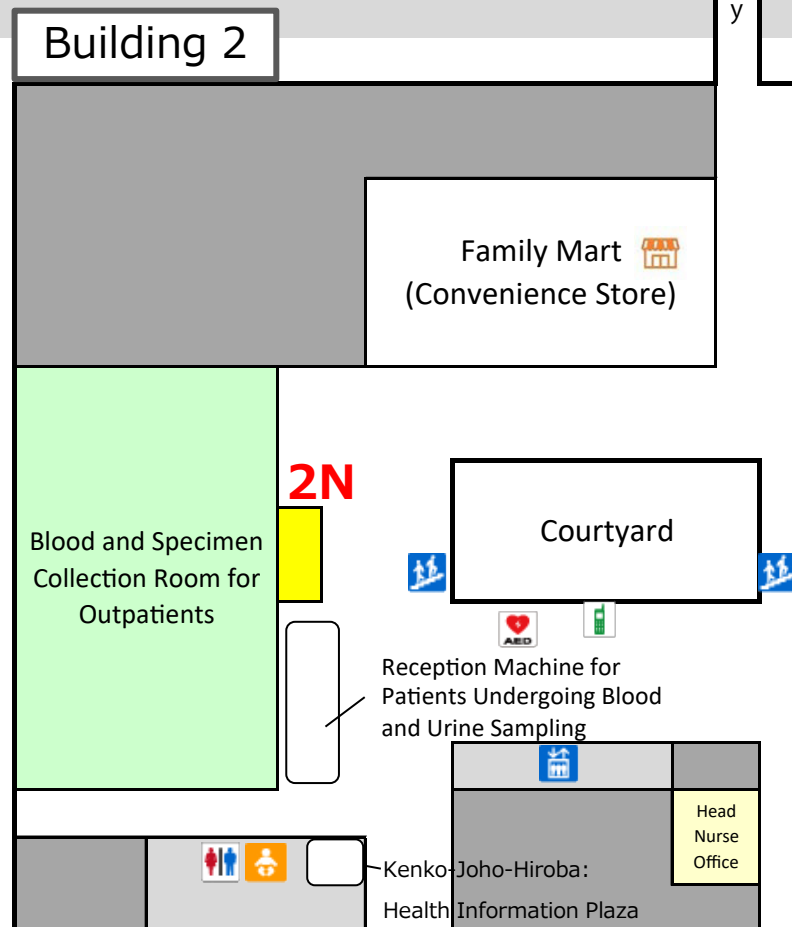 y
Building 2
Family Mart
(Convenience Store)
2N
Courtyard
Blood and Specimen
Collection Room for
Outpatients
AED
Reception Machine for
Patients Undergoing Blood
and Urine Sampling
Head
Nurse
Office
Kenko-Joho-Hiroba:
Health Information Plaza